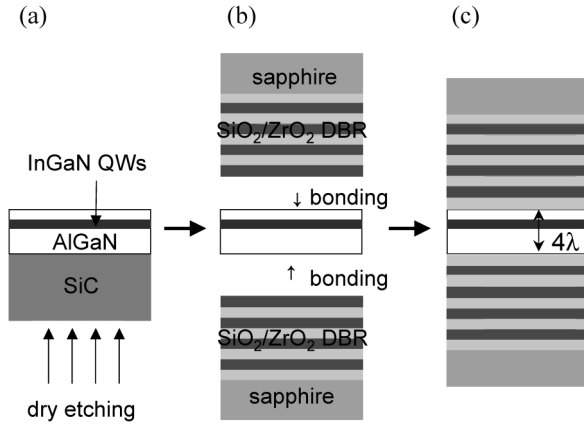 (a)
(b)
(c)
sapphire
SiO₂/ZrO₂ DBR
InGaN QWs
↓ bonding
AlGaN
4λ
SiC
↑ bonding
SiO₂/ZrO₂ DBR
dry etching
sapphire